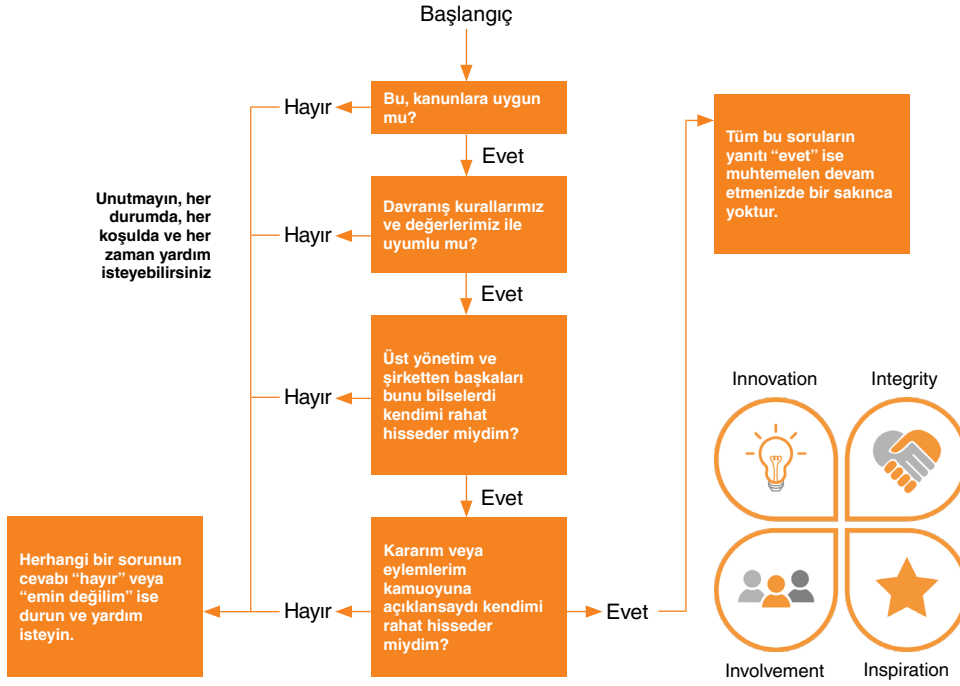 Başlangıç
Bu, kanunlara uygun
mu?
Hayır
Evet
Davranış kurallarımız
ve değerlerimiz ile
uyumlu mu?
Hayır
Evet
Üst yönetim ve
şirketten başkaları
bunu bilselerdi
kendimi rahat
hisseder miydim?
Hayır
Evet
Kararım veya
eylemlerim
kamuoyuna
açıklansaydı kendimi
rahat hisseder
miydim?
Hayır
Evet
Unutmayın, her
durumda, her
koşulda ve her
zaman yardım
isteyebilirsiniz
Herhangi bir sorunun
cevabı “hayır” veya
“emin değilim” ise
durun ve yardım
isteyin.
Tüm bu soruların
yanıtı “evet” ise
muhtemelen devam
etmenizde bir sakınca
yoktur.
Innovation
Integrity
Involvement
Inspiration